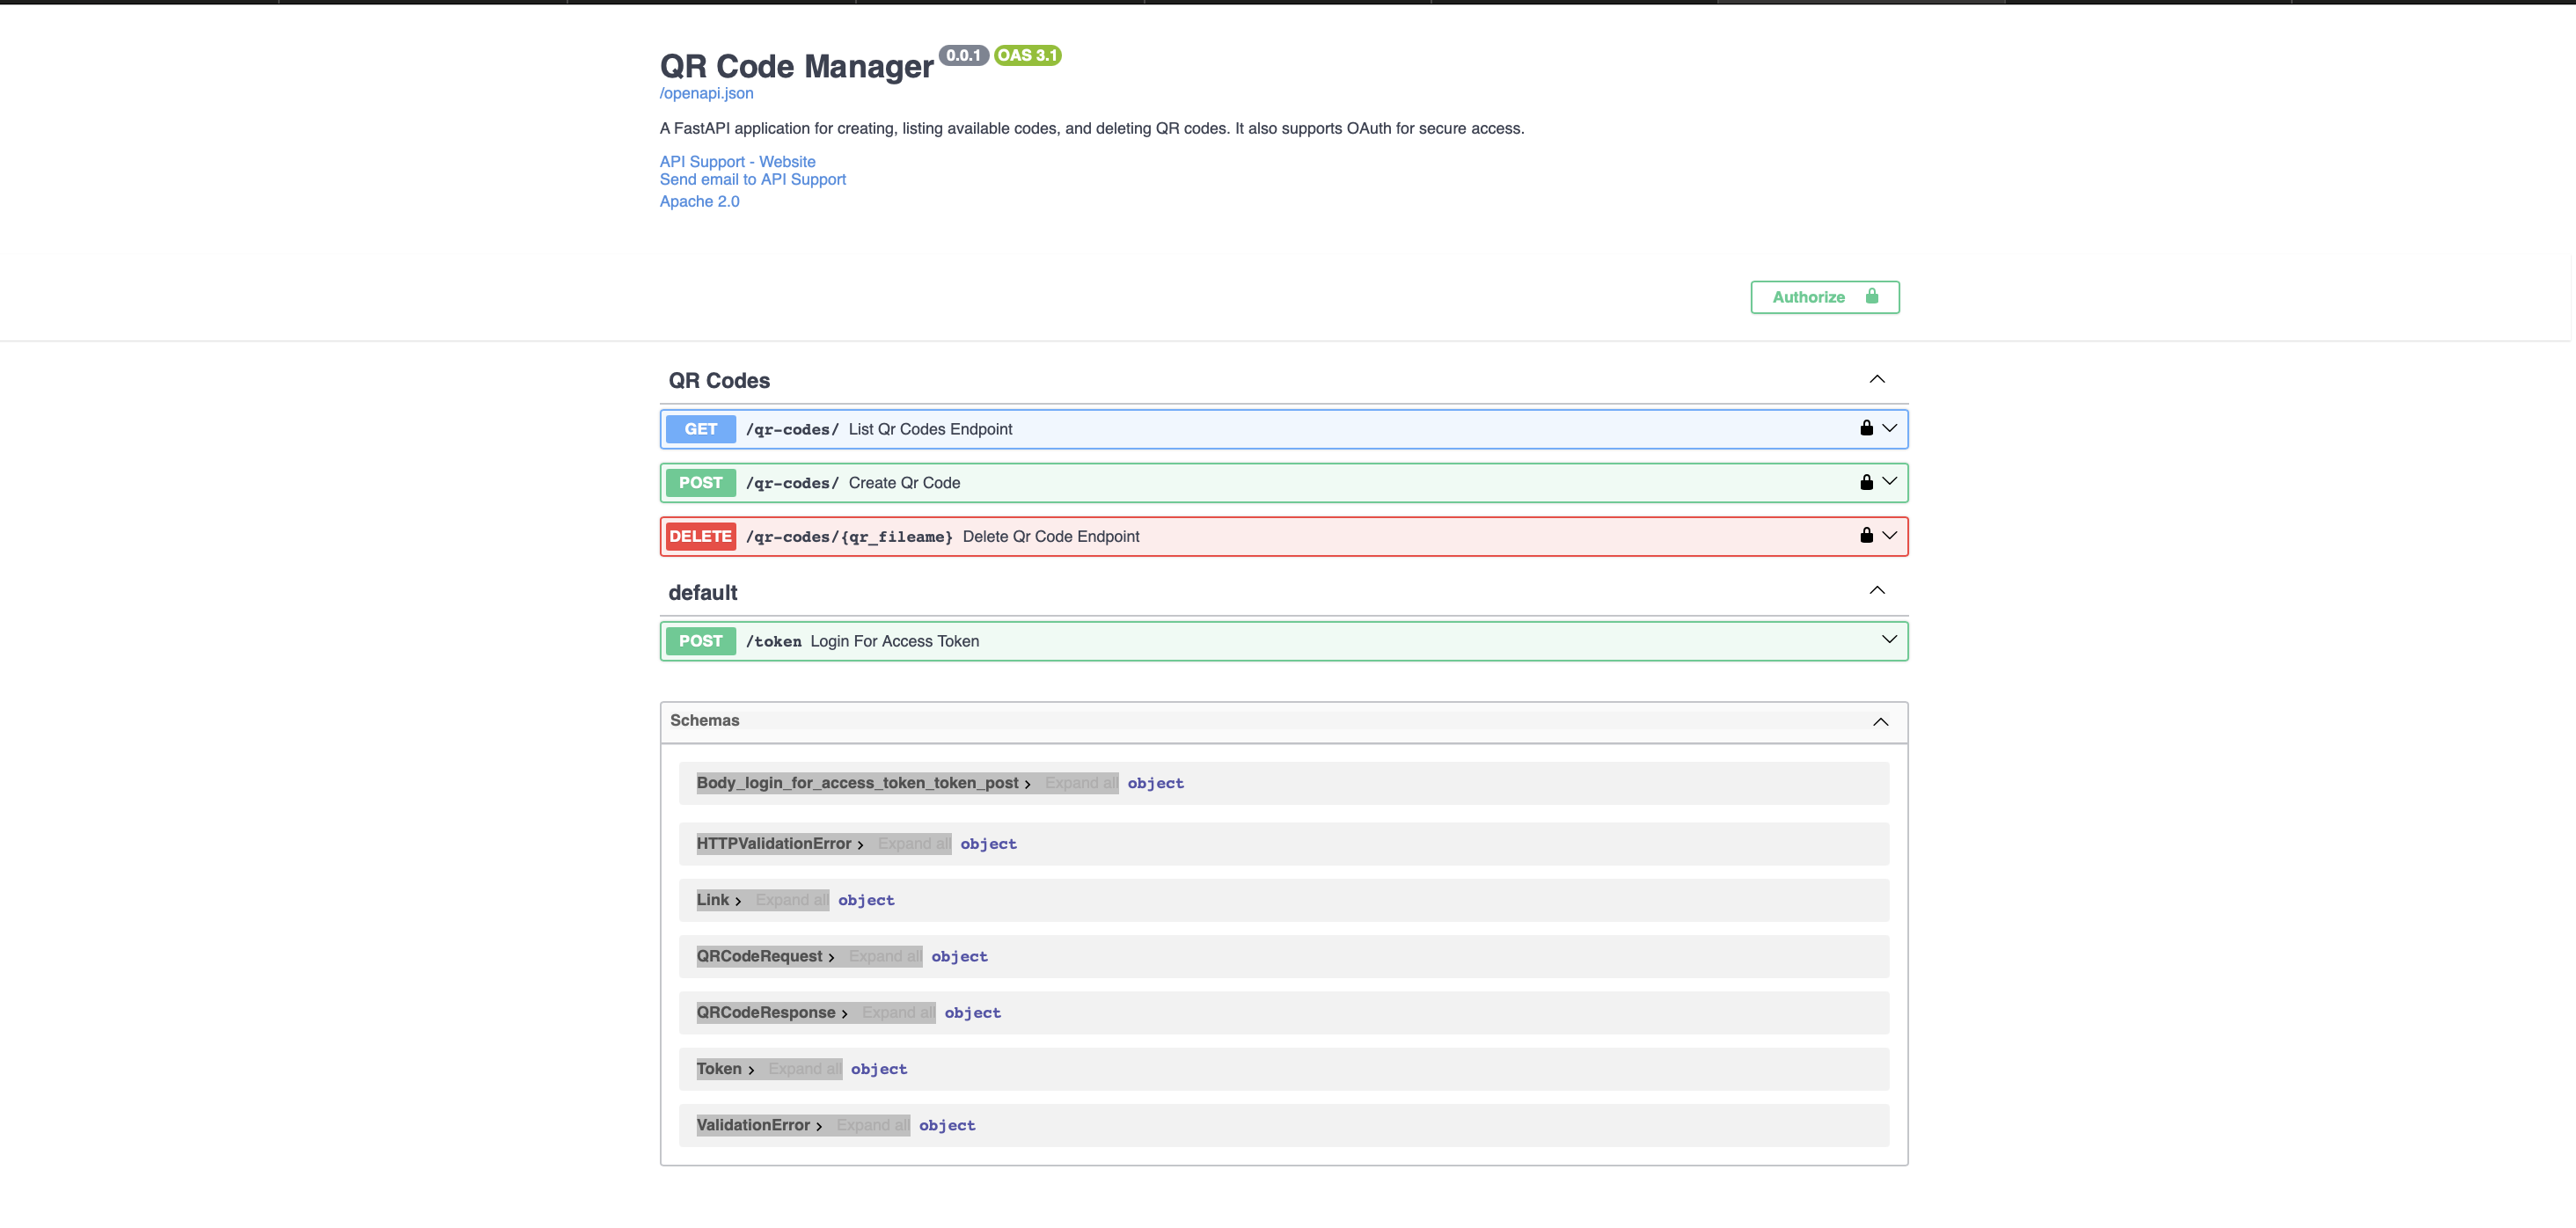 QR Code Manager 0.0.1 OAS 3.1
/openapi.json
A FastAPI application for creating, listing available codes, and deleting QR codes. It also supports OAuth for secure access.
API Support - Website
Send email to API Support
Apache 2.0
Authorize
QR Codes
GET /qr-codes/ List Qr Codes Endpoint
POST /qr-codes/ Create Qr Code
DELETE /qr-codes/{qr_fileame} Delete Qr Code Endpoint
default
POST /token Login For Access Token
Schemas
Body_login_for_access_token_token_post Expand all object
HTTPValidationError Expand all object
Link Expand all object
QRCodeRequest Expand all object
QRCodeResponse Expand all object
Token Expand all object
ValidationError Expand all object